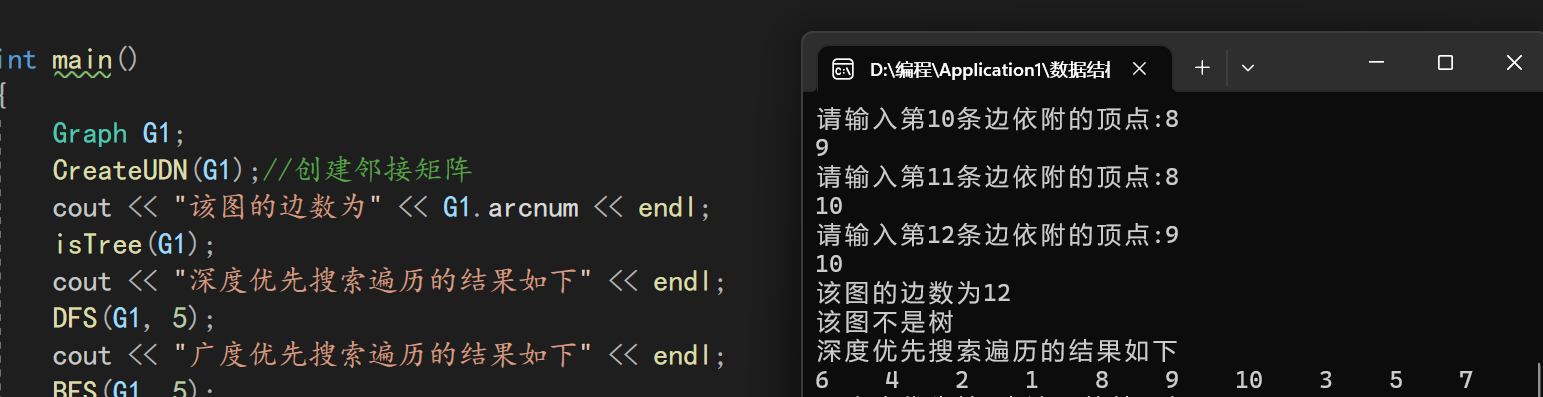 int main()
{
Graph G1;
CreateUDN(G1);//创建邻接矩阵
cout << "该图的边数为" << G1.arcnum << endl;
isTree(G1);
cout << "深度优先搜索遍历的结果如下" << endl;
DFS(G1, 5);
cout << "广度优先搜索遍历的结果如下" << endl;
BFS(G1, 5);
D:\编程\Application1\数据结
请输入第10条边依附的顶点:8
9
请输入第11条边依附的顶点:8
10
请输入第12条边依附的顶点:9
10
该图的边数为12
该图不是树
深度优先搜索遍历的结果如下
6 4 2 1 8 9 10 3 5 7